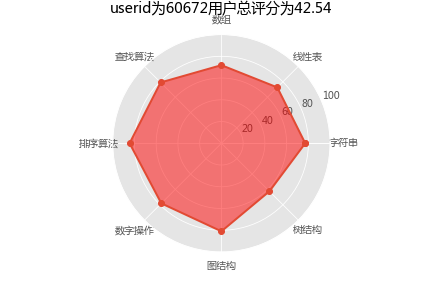 userid为60672用户总评分为42.54
数组
查找算法
线性表
100
80
60
40
20
排序算法
字符串
数字操作
树结构
图结构